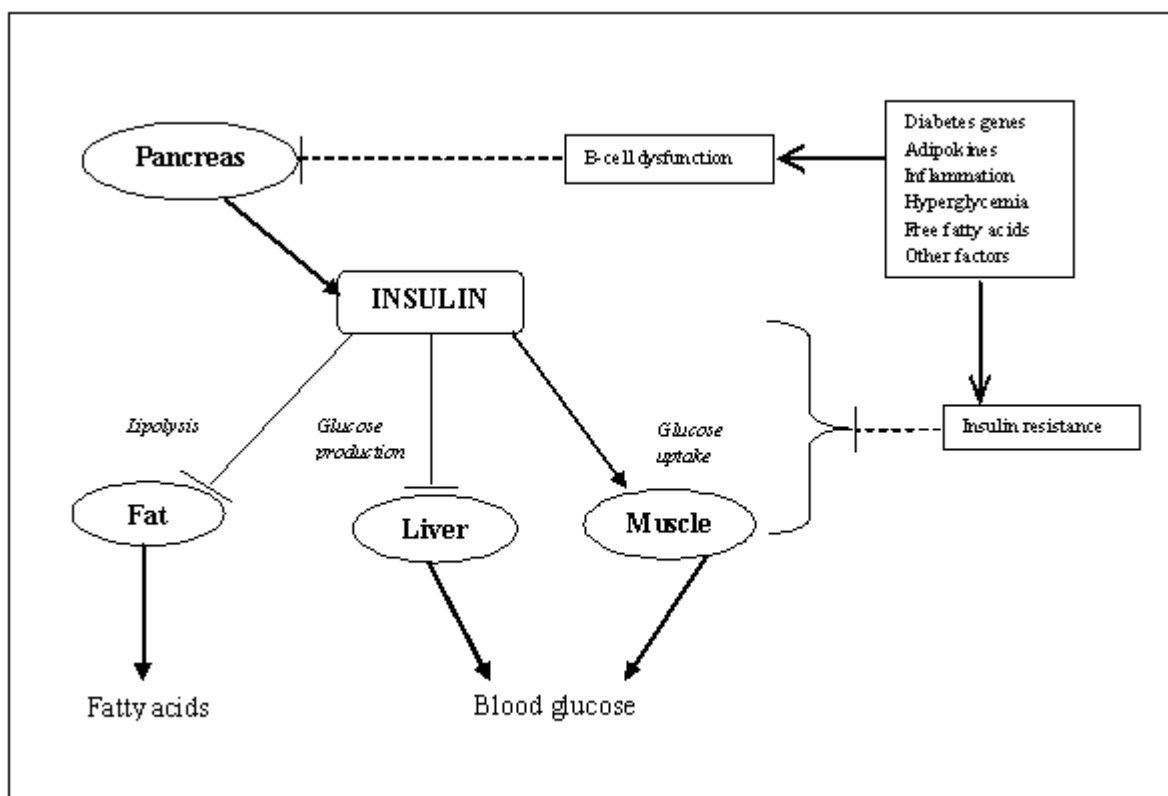 Diabetes genes
Adipokines
Inflammation
Hyperglycemia
Free fatty acids
Other factors
Pancreas
B-cell dysfunction
INSULIN
Lipolysis
Glucose
production
Glucose
uptake
Insulin resistance
Fat
Liver
Muscle
Fatty acids
Blood glucose